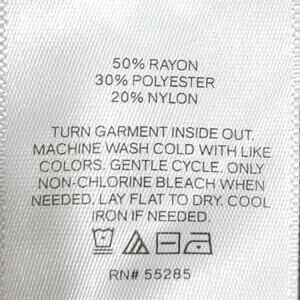 50% RAYON
30% POLYESTER
20% NYLON
TURN GARMENT INSIDE OUT.
MACHINE WASH COLD WITH LIKE
COLORS. GENTLE CYCLE. ONLY
NON-CHLORINE BLEACH WHEN
NEEDED. LAY FLAT TO DRY. COOL
IRON IF NEEDED.
RN# 55285